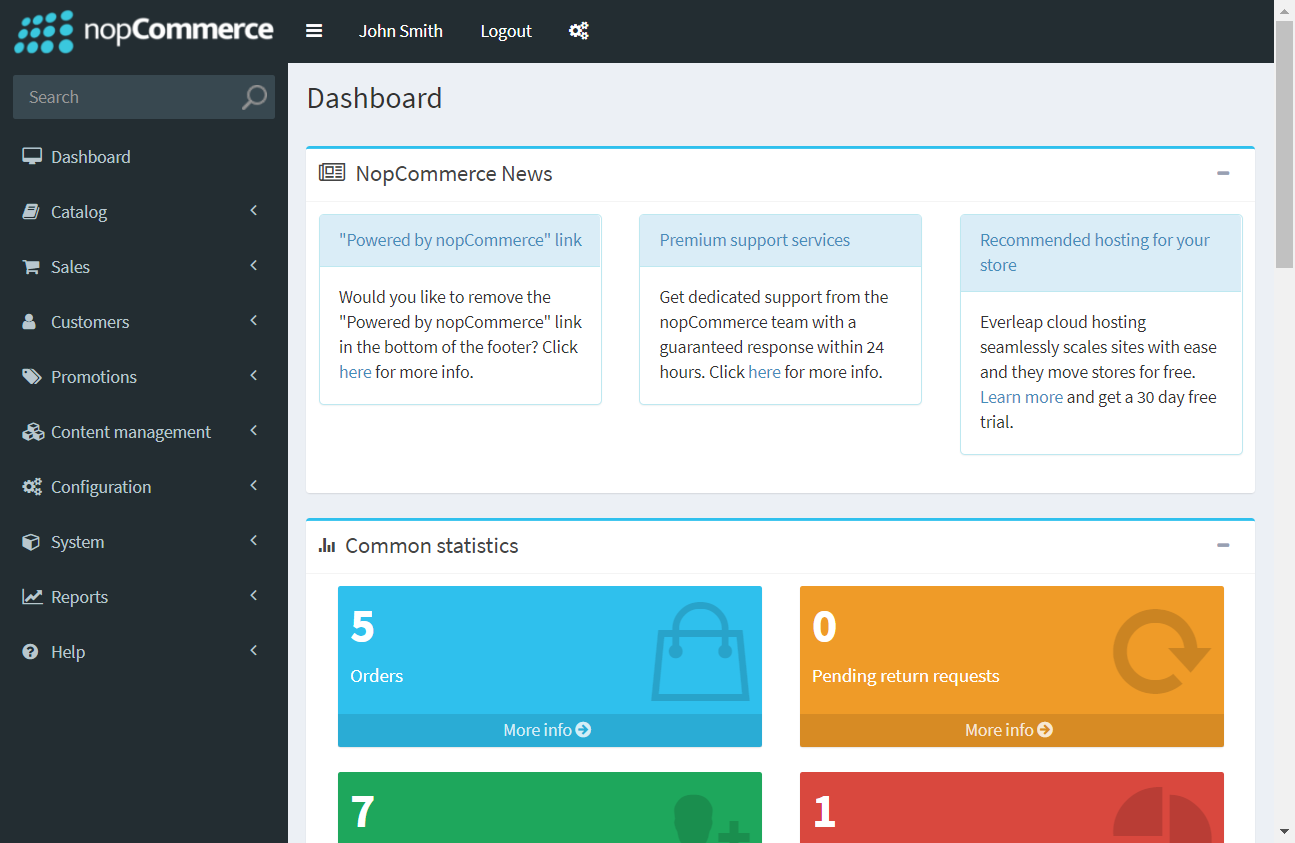 nopCommerce
John Smith
Logout
Search
Dashboard
Catalog
Sales
Customers
Promotions
Content management
Configuration
System
Reports
Help
Dashboard
NopCommerce News
"Powered by nopCommerce" link
Would you like to remove the
"Powered by nopCommerce" link
in the bottom of the footer? Click
here for more info.
Premium support services
Get dedicated support from the
nopCommerce team with a
guaranteed response within 24
hours. Click here for more info.
Recommended hosting for your
store
Everleap cloud hosting
seamlessly scales sites with ease
and they move stores for free.
Learn more and get a 30 day free
trial.
Common statistics
5
Orders
More info
0
Pending return requests
More info
7
1